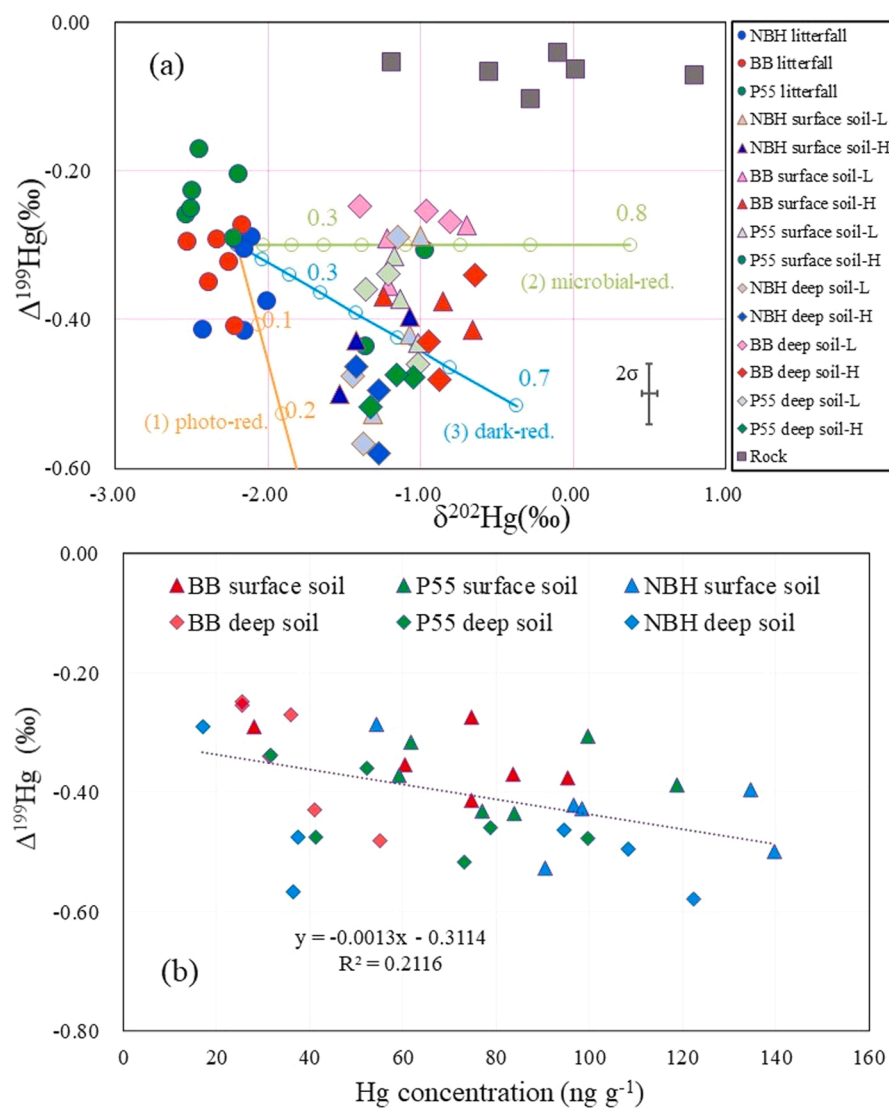 0.00
-0.20
-0.40
-0.60
Δ¹⁹⁹Hg(‰)
(a)
0.3
0.8
0.3
(2) microbial-red.
0.1
0.7
2σ
0.2
(1) photo-red.
(3) dark-red.
-3.00 -2.00 -1.00 0.00 1.00
δ²⁰²Hg(‰)
NBH litterfall
BB litterfall
P55 litterfall
NBH surface soil-L
NBH surface soil-H
BB surface soil-L
BB surface soil-H
P55 surface soil-L
P55 surface soil-H
NBH deep soil-L
NBH deep soil-H
BB deep soil-L
BB deep soil-H
P55 deep soil-L
P55 deep soil-H
Rock
0.00
-0.20
-0.40
-0.60
-0.80
Δ¹⁹⁹Hg (‰)
BB surface soil P55 surface soil NBH surface soil
BB deep soil P55 deep soil NBH deep soil
y = -0.0013x - 0.3114
R² = 0.2116
(b)
0 20 40 60 80 100 120 140 160
Hg concentration (ng g⁻¹)